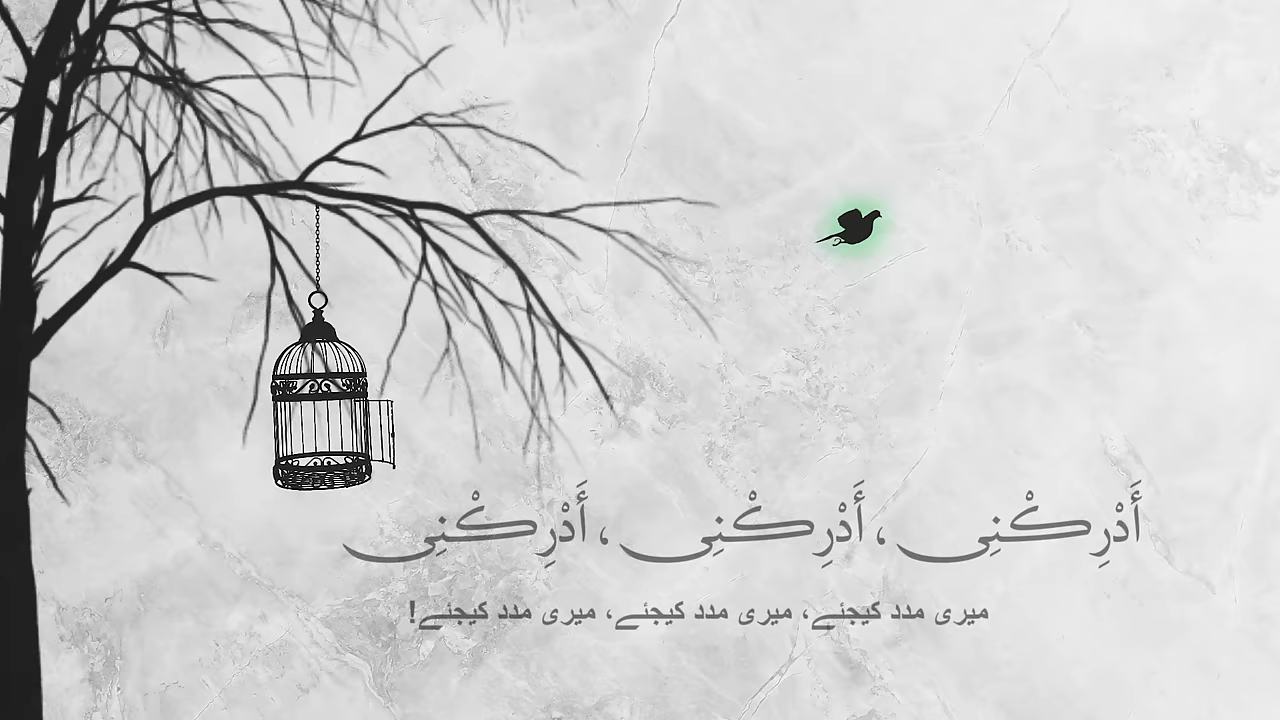 أَدْرِكْنِی ، أَدْرِكْنِی ، أَدْرِكْنِی
میری مدد کیجئے، میری مدد کیجئے، میری مدد کیجئے!